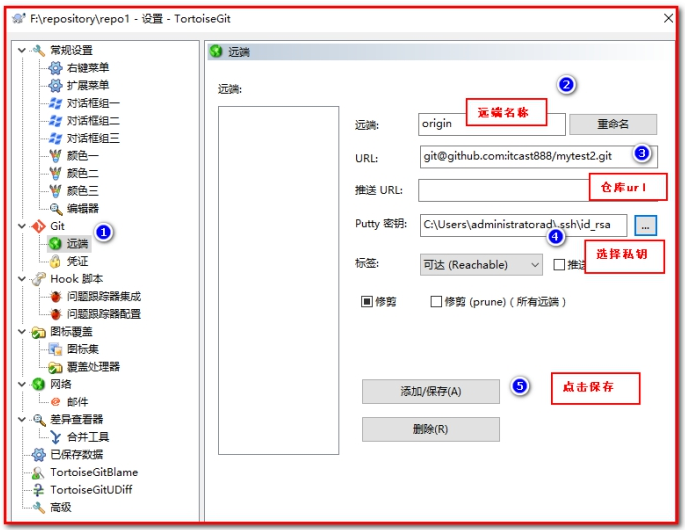 F:\repository\repo1 - 设置 - TortoiseGit
常规设置
右键菜单
扩展菜单
对话框组一
对话框组二
对话框组三
颜色一
颜色二
颜色三
编辑器
Git
远端
1
凭证
Hook 脚本
问题跟踪器集成
问题跟踪器配置
图标覆盖
图标集
覆盖处理器
网络
邮件
差异查看器
合并工具
已保存数据
TortoiseGitBlame
TortoiseGitUDiff
高级
远端
远端:
2
远端名称
远端: origin 重命名
3
URL: git@github.com:itcast888/mytest2.git
仓库url
推送 URL:
Putty 密钥: C:\Users\administratorad\.ssh\id_rsa ...
4
选择私钥
标签: 可达 (Reachable) 推送
修剪 修剪 (prune) ( 所有远端 )
添加/保存(A) 5 点击保存
删除(R)